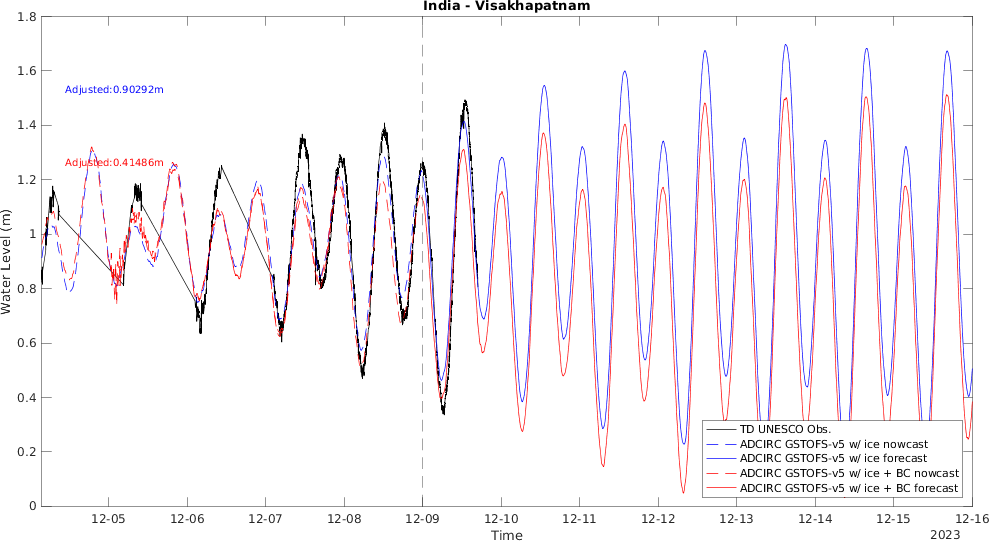 India - Visakhapatnam
1.8
1.6
1.4
1.2
1
0.8
0.6
0.4
0.2
0
Water Level (m)
Adjusted:0.90292m
Adjusted:0.41486m
TD UNESCO Obs.
ADCIRC GSTOFS-v5 w/ ice nowcast
ADCIRC GSTOFS-v5 w/ ice forecast
ADCIRC GSTOFS-v5 w/ ice + BC nowcast
ADCIRC GSTOFS-v5 w/ ice + BC forecast
12-05 12-06 12-07 12-08 12-09 12-10 12-11 12-12 12-13 12-14 12-15 12-16
Time
2023